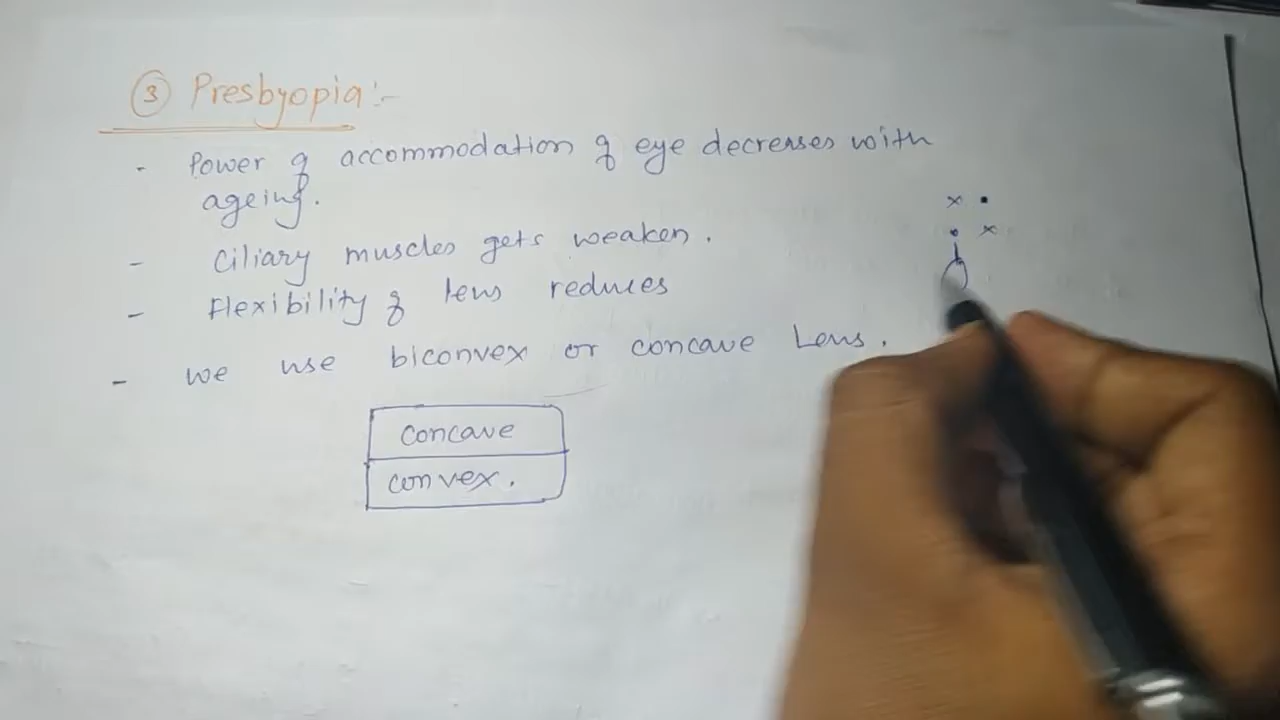 ③ Presbyopia:-
- Power of accommodation of eye decreases with
ageing.
- Ciliary muscles gets weaken.
- Flexibility of lens reduces
- We use biconvex or concave Lens.
concave
convex.
x .
. x